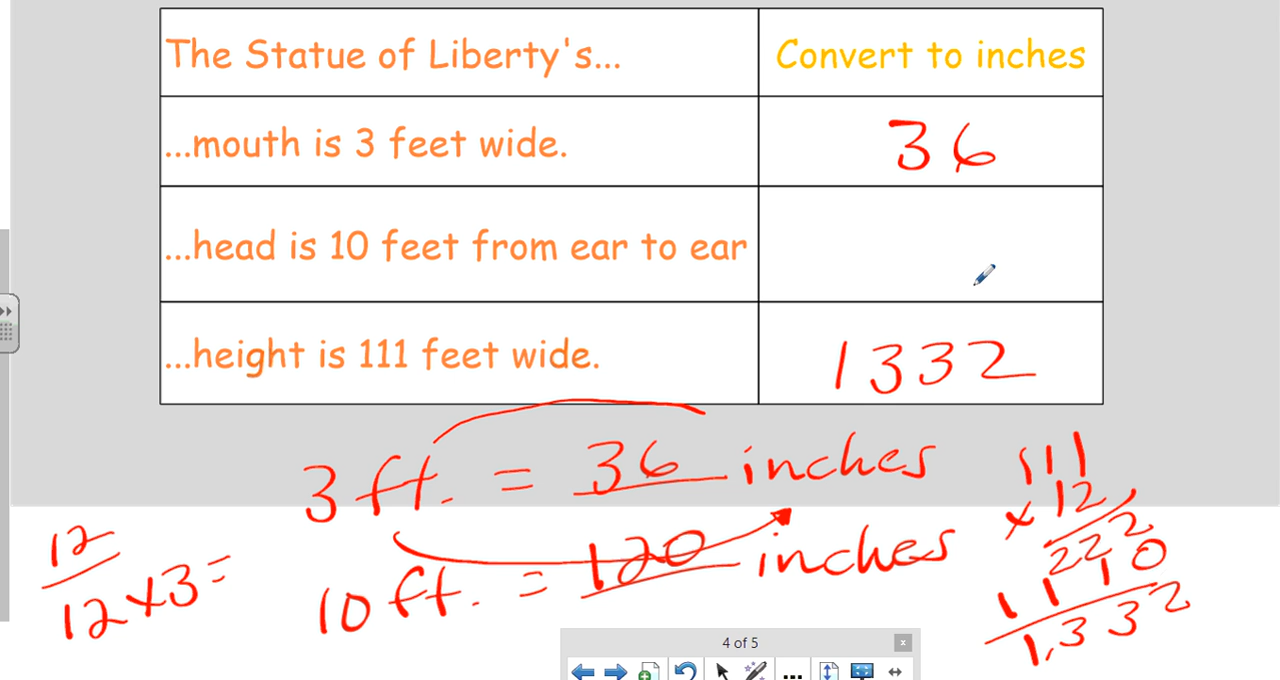 The Statue of Liberty's... Convert to inches
...mouth is 3 feet wide. 36
...head is 10 feet from ear to ear
...height is 111 feet wide. 1332
3 ft. = 36 inches
10 ft. = 120 inches
12
12 x 3 =
111
x 12
222
1110
1,332
4 of 5